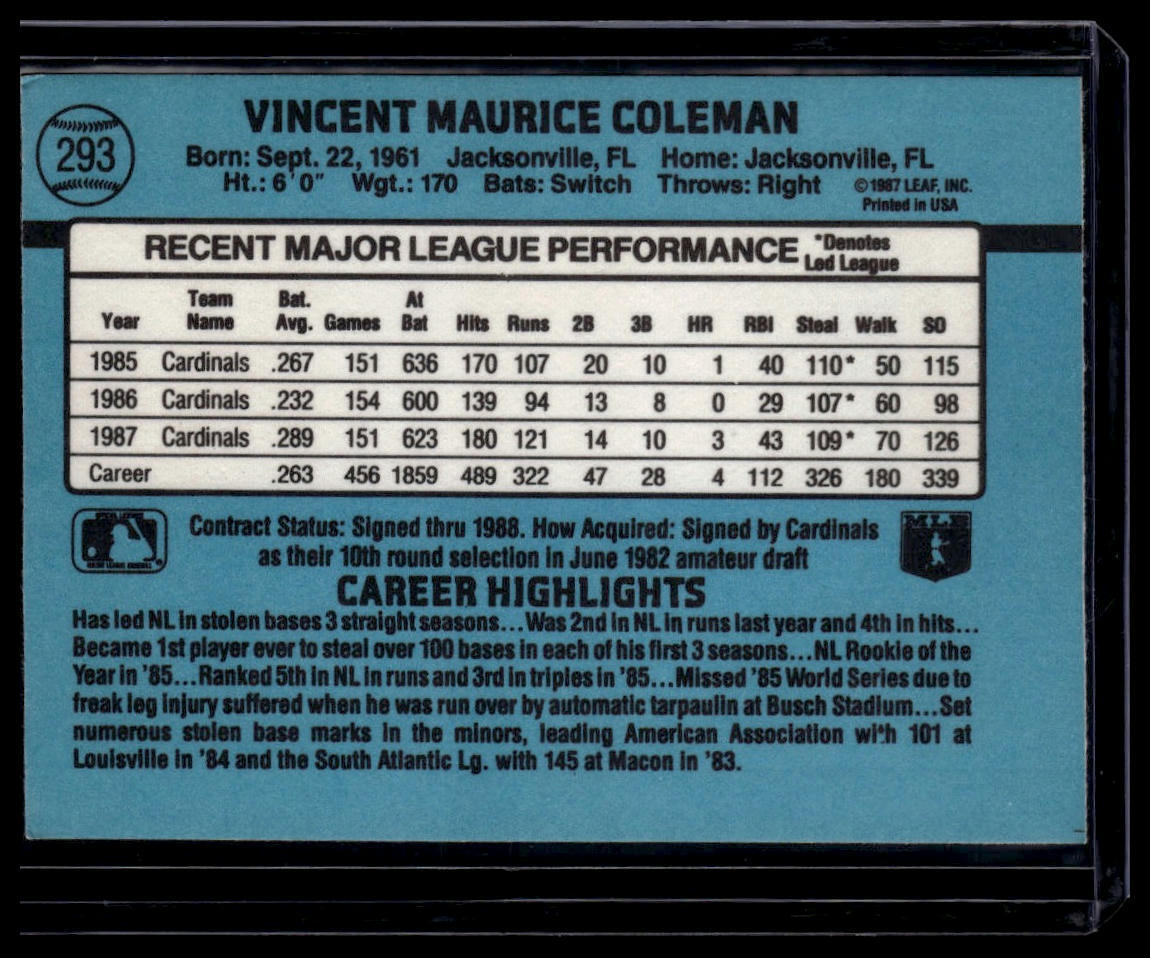 293
VINCENT MAURICE COLEMAN
Born: Sept. 22, 1961 Jacksonville, FL Home: Jacksonville, FL
Ht.: 6'0" Wgt.: 170 Bats: Switch Throws: Right ©1987 LEAF, INC.
Printed in USA
RECENT MAJOR LEAGUE PERFORMANCE *Denotes Led League
Year Team Name Bat. Avg. Games At Bat Hits Runs 2B 3B HR RBI Steal Walk SO
1985 Cardinals .267 151 636 170 107 20 10 1 40 110* 50 115
1986 Cardinals .232 154 600 139 94 13 8 0 29 107* 60 98
1987 Cardinals .289 151 623 180 121 14 10 3 43 109* 70 126
Career .263 456 1859 489 322 47 28 4 112 326 180 339
Contract Status: Signed thru 1988. How Acquired: Signed by Cardinals
as their 10th round selection in June 1982 amateur draft
MLB
CAREER HIGHLIGHTS
Has led NL in stolen bases 3 straight seasons...Was 2nd in NL in runs last year and 4th in hits...
Became 1st player ever to steal over 100 bases in each of his first 3 seasons...NL Rookie of the
Year in '85...Ranked 5th in NL in runs and 3rd in triples in '85...Missed '85 World Series due to
freak leg injury suffered when he was run over by automatic tarpaulin at Busch Stadium...Set
numerous stolen base marks in the minors, leading American Association with 101 at
Louisville in '84 and the South Atlantic Lg. with 145 at Macon in '83.